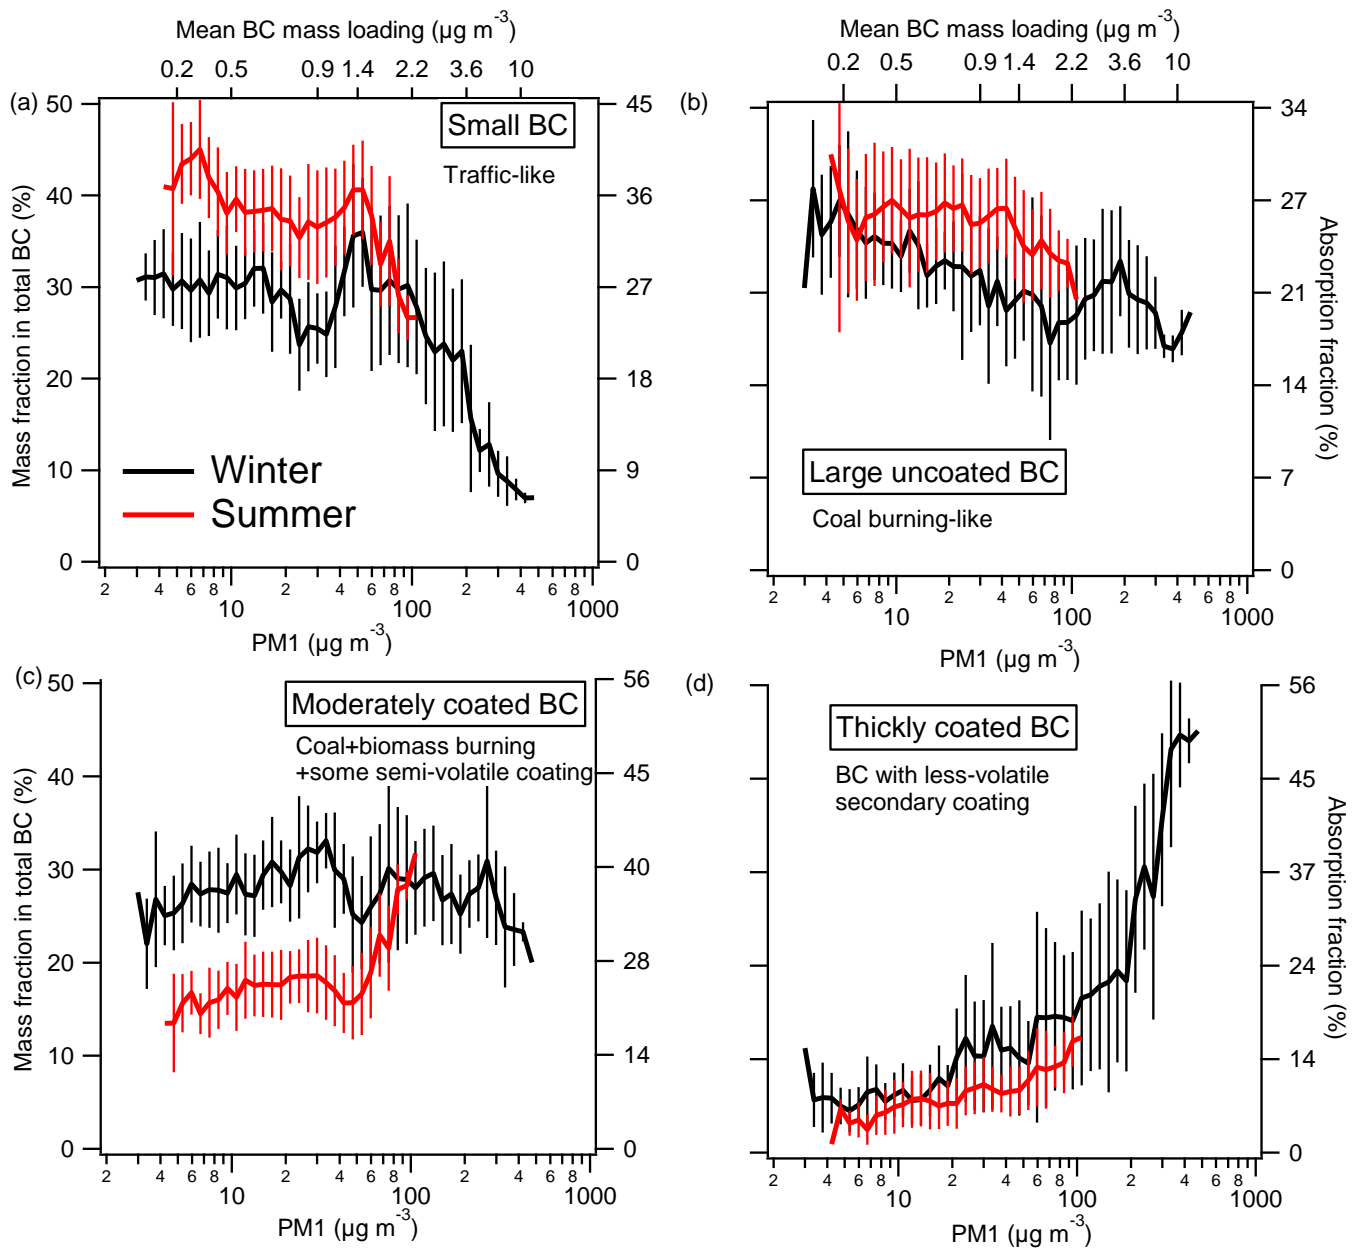 Mean BC mass loading (µg m-3)
0.2 0.5 0.9 1.4 2.2 3.6 10
(a)
Small BC
Traffic-like
Mass fraction in total BC (%)
50
40
30
20
10
0
45
36
27
18
9
0
Winter
Summer
2 4 6 8 2 4 6 8 2 4 6 8
10 100 1000
PM1 (µg m-3)
Mean BC mass loading (µg m-3)
0.2 0.5 0.9 1.4 2.2 3.6 10
(b)
34
27
21
14
7
0
Absorption fraction (%)
Large uncoated BC
Coal burning-like
2 4 6 8 2 4 6 8 2 4 6 8
10 100 1000
PM1 (µg m-3)
(c)
Moderately coated BC
Coal+biomass burning
+some semi-volatile coating
Mass fraction in total BC (%)
50
40
30
20
10
0
56
45
40
28
14
0
2 4 6 8 2 4 6 8 2 4 6 8
10 100 1000
PM1 (µg m-3)
(d)
Thickly coated BC
BC with less-volatile
secondary coating
56
45
37
24
14
0
Absorption fraction (%)
2 4 6 8 2 4 6 8 2 4 6 8
10 100 1000
PM1 (µg m-3)